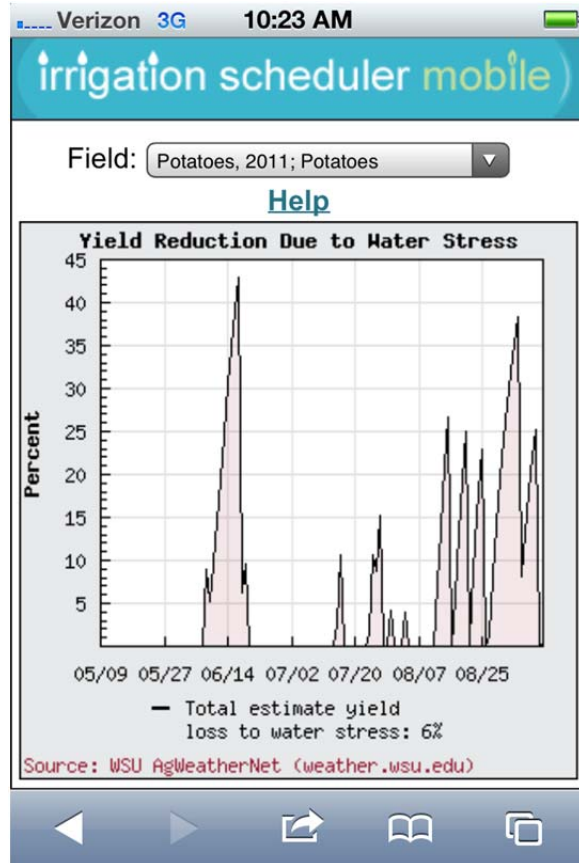 Verizon 3G 10:23 AM
irrigation scheduler mobile
Field: Potatoes, 2011; Potatoes
Help
Yield Reduction Due to Water Stress
45
40
35
30
25
20
15
10
5
Percent
05/09 05/27 06/14 07/02 07/20 08/07 08/25
Total estimate yield
loss to water stress: 6%
Source: WSU AgWeatherNet (weather.wsu.edu)